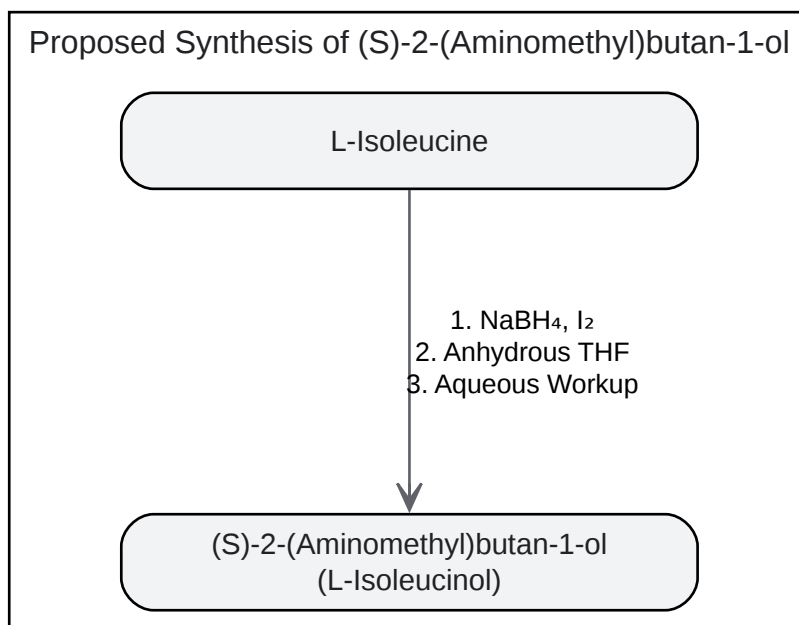 Proposed Synthesis of (S)-2-(Aminomethyl)butan-1-ol
L-Isoleucine
1. NaBH₄, I₂
2. Anhydrous THF
3. Aqueous Workup
(S)-2-(Aminomethyl)butan-1-ol
(L-Isoleucinol)